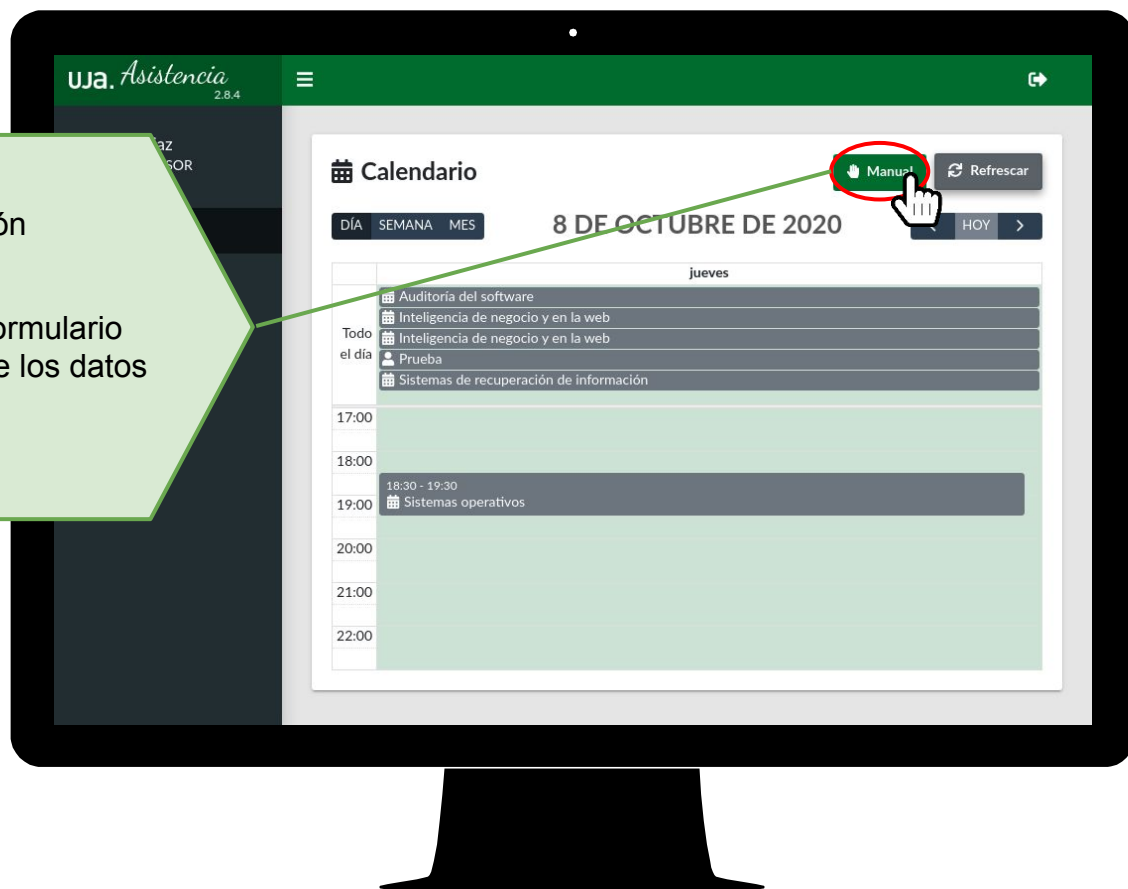 uja. Asistencia
2.8.4
az
SOR
ón
ormulario
e los datos
Calendario
Manual
Refrescar
DÍA SEMANA MES
8 DE OCTUBRE DE 2020
HOY
jueves
Todo el día
Auditoría del software
Inteligencia de negocio y en la web
Inteligencia de negocio y en la web
Prueba
Sistemas de recuperación de información
17:00
18:00
18:30 - 19:30
19:00
Sistemas operativos
20:00
21:00
22:00